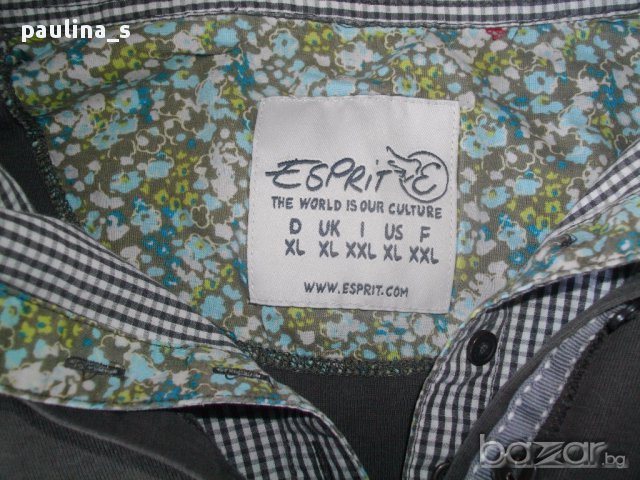 paulina_s
ESPRIT
THE WORLD IS OUR CULTURE
D UK I US F
XL XL XXL XL XXL
WWW.ESPRIT.COM
bazar.bg